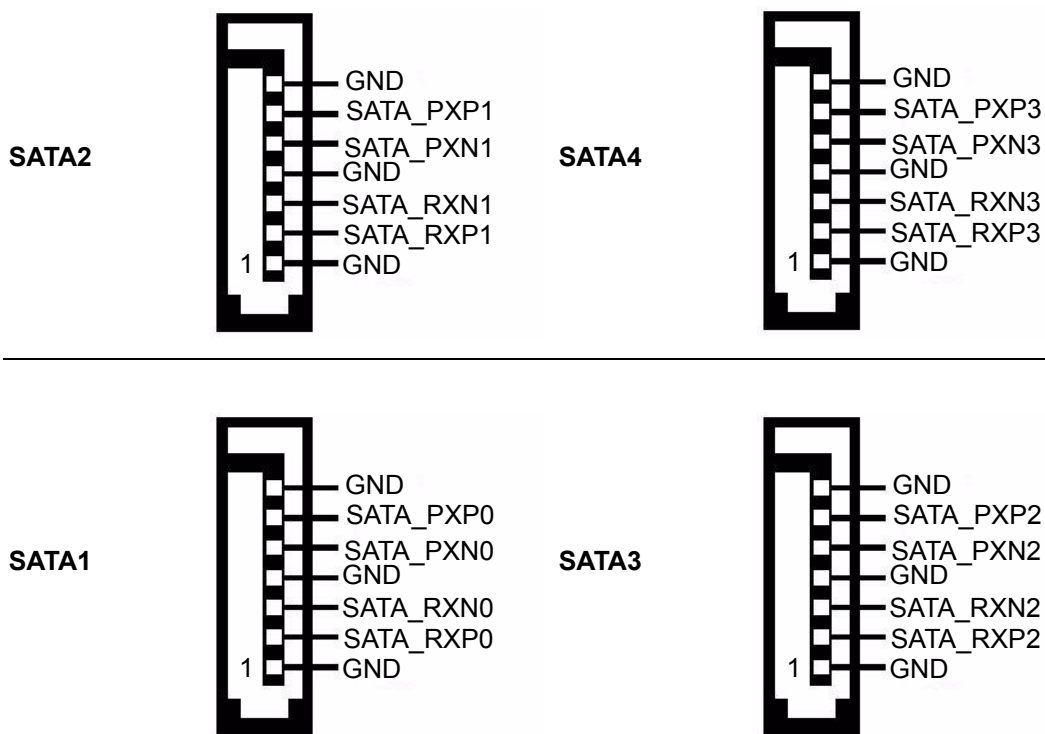 SATA2
GND
SATA_PXP1
SATA_PXN1
GND
SATA_RXN1
SATA_RXP1
GND
1
SATA4
GND
SATA_PXP3
SATA_PXN3
GND
SATA_RXN3
SATA_RXP3
GND
1
SATA1
GND
SATA_PXP0
SATA_PXN0
GND
SATA_RXN0
SATA_RXP0
GND
1
SATA3
GND
SATA_PXP2
SATA_PXN2
GND
SATA_RXN2
SATA_RXP2
GND
1